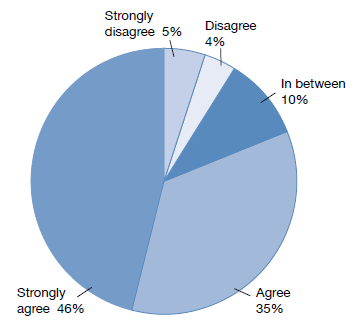 Strongly
disagree 5%
Disagree
4%
In between
10%
Agree
35%
Strongly
agree 46%